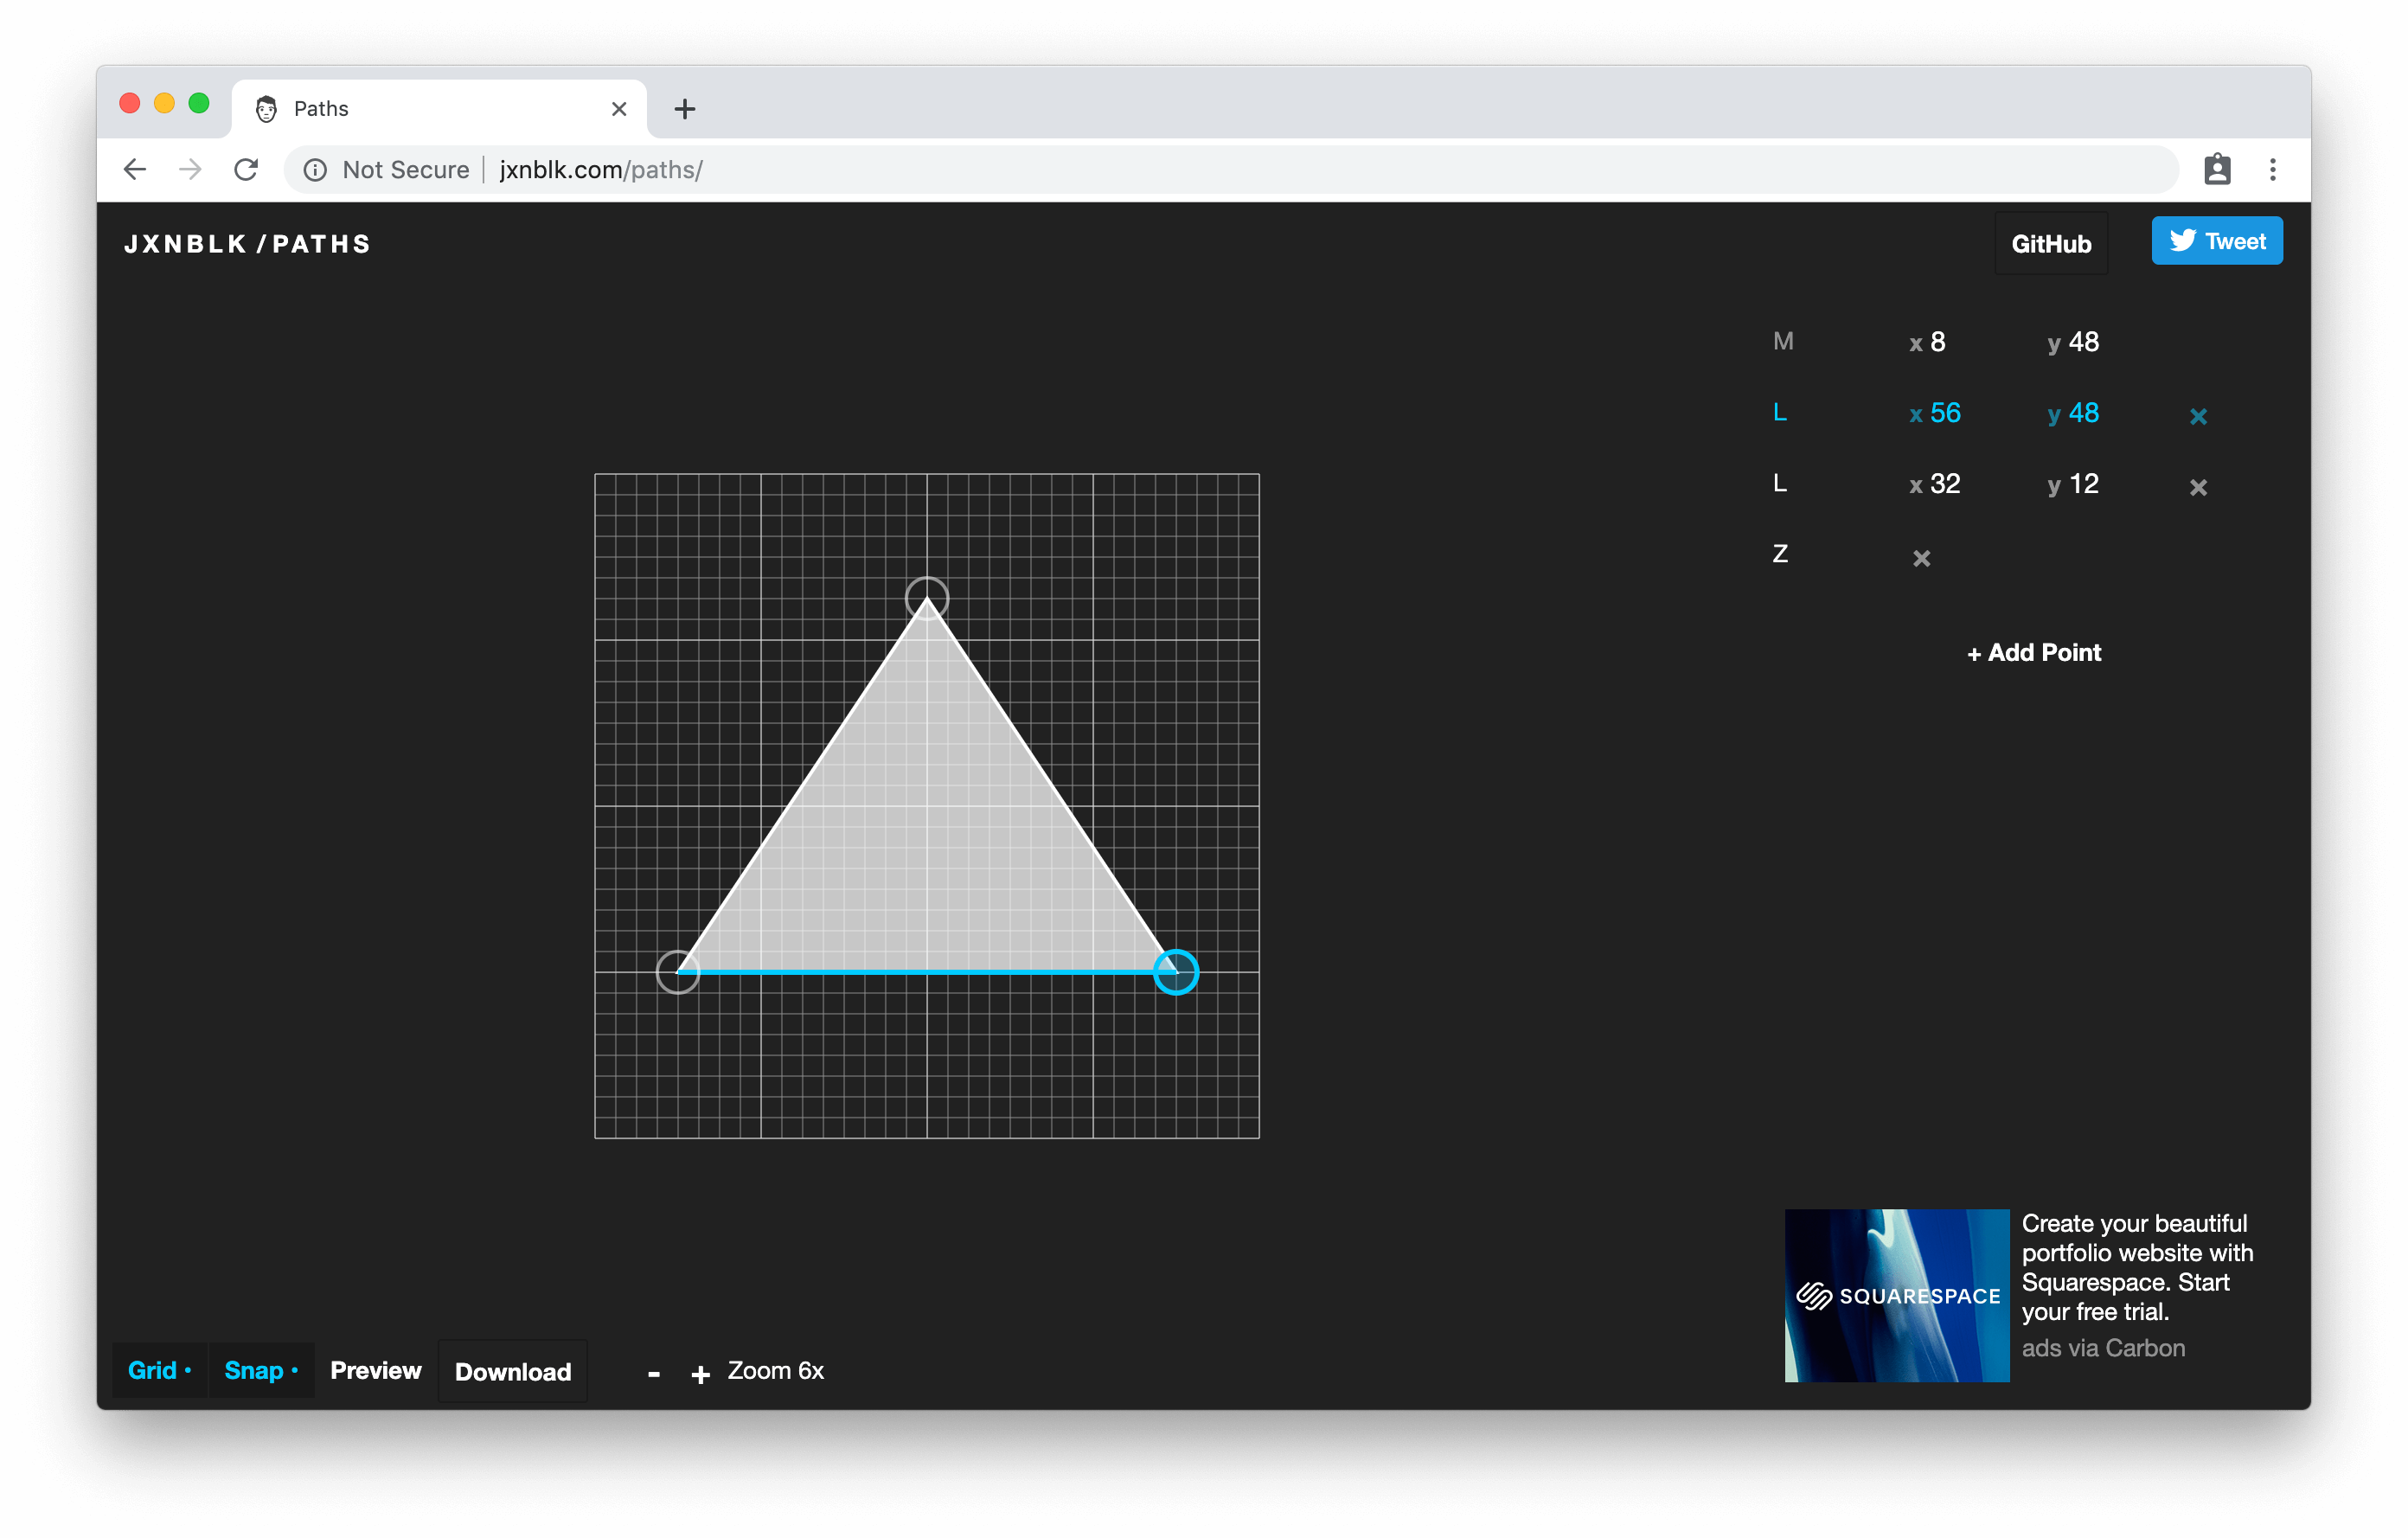 Paths
Not Secure | jxnblk.com/paths/
JXNBLK / PATHS
GitHub
Tweet
M x 8 y 48
L x 56 y 48 ×
L x 32 y 12 ×
Z ×
+ Add Point
SQUARESPACE
Create your beautiful
portfolio website with
Squarespace. Start
your free trial.
ads via Carbon
Grid • Snap • Preview Download - + Zoom 6x